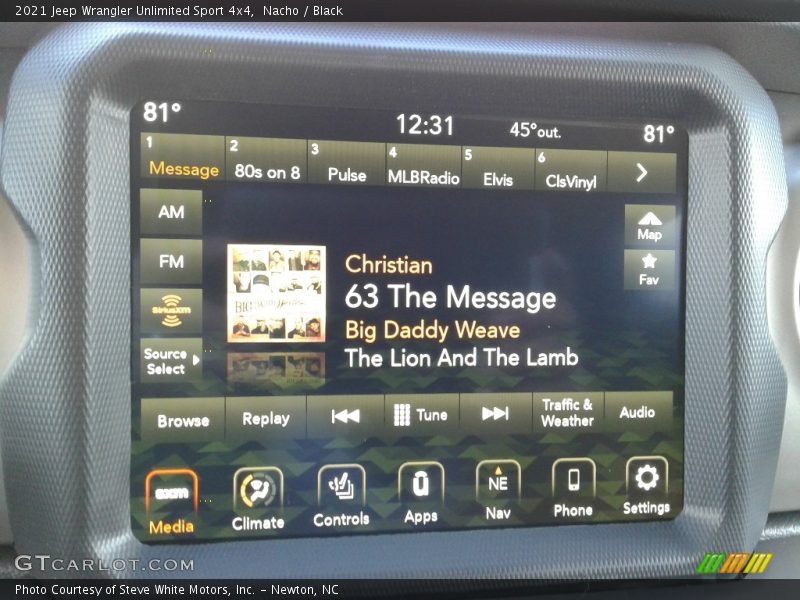 2021 Jeep Wrangler Unlimited Sport 4x4, Nacho / Black
81°
12:31
45°out.
81°
1 Message
2 80s on 8
3 Pulse
4 MLBRadio
5 Elvis
6 ClsVinyl
AM
FM
SiriusXM
Source
Select
Map
Fav
Christian
63 The Message
Big Daddy Weave
The Lion And The Lamb
Browse
Replay
Tune
Traffic &
Weather
Audio
Media
Climate
Controls
Apps
NE
Nav
Phone
Settings
GTCARLOT.COM
Photo Courtesy of Steve White Motors, Inc. – Newton, NC